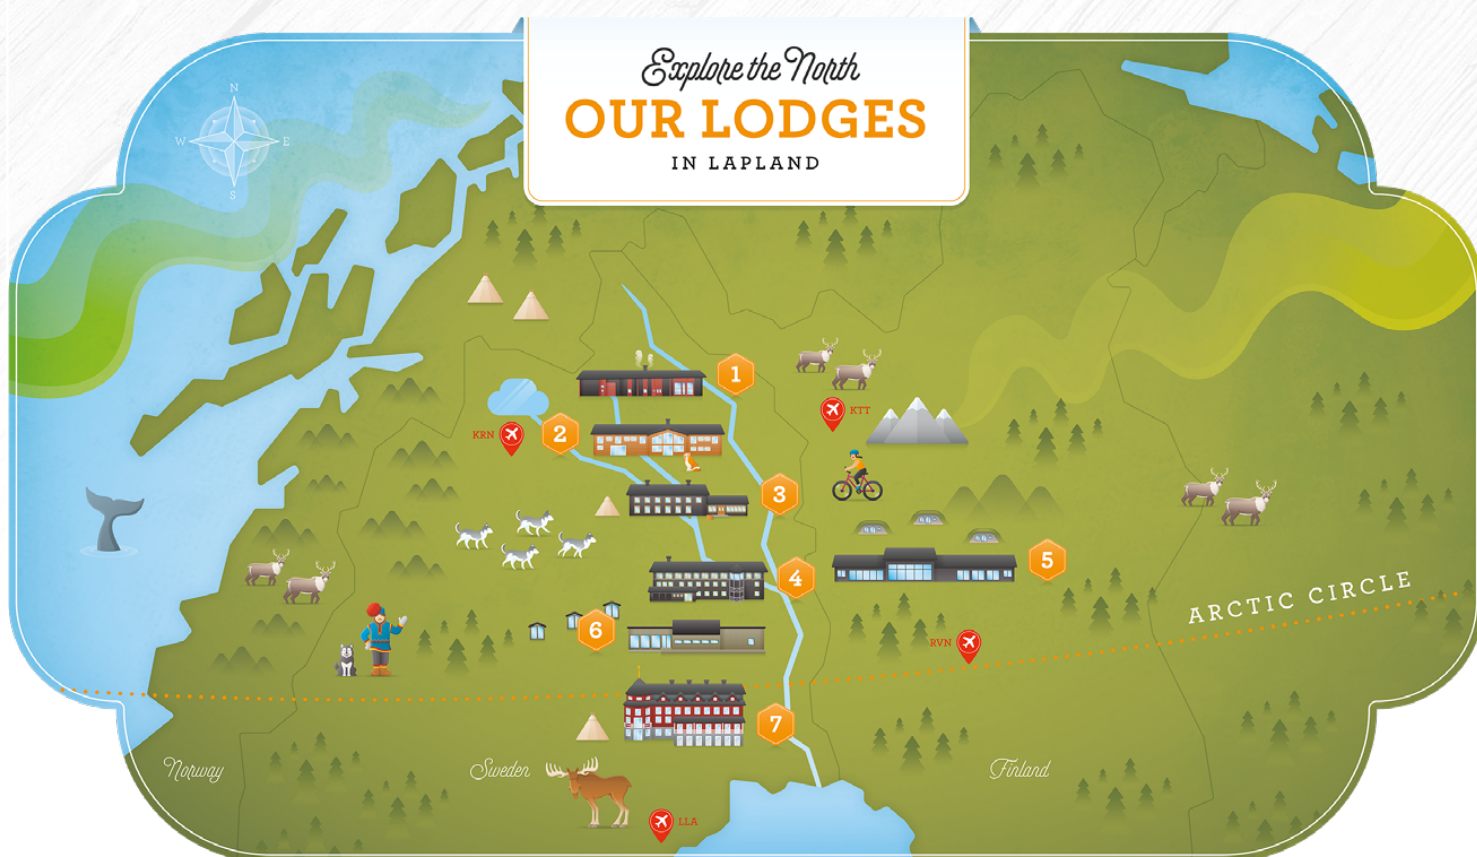 Explore the North
OUR LODGES
IN LAPLAND
N
W
E
S
1
KTT
KRN
2
3
5
4
ARCTIC CIRCLE
6
RVN
7
Norway
Sweden
Finland
LLA